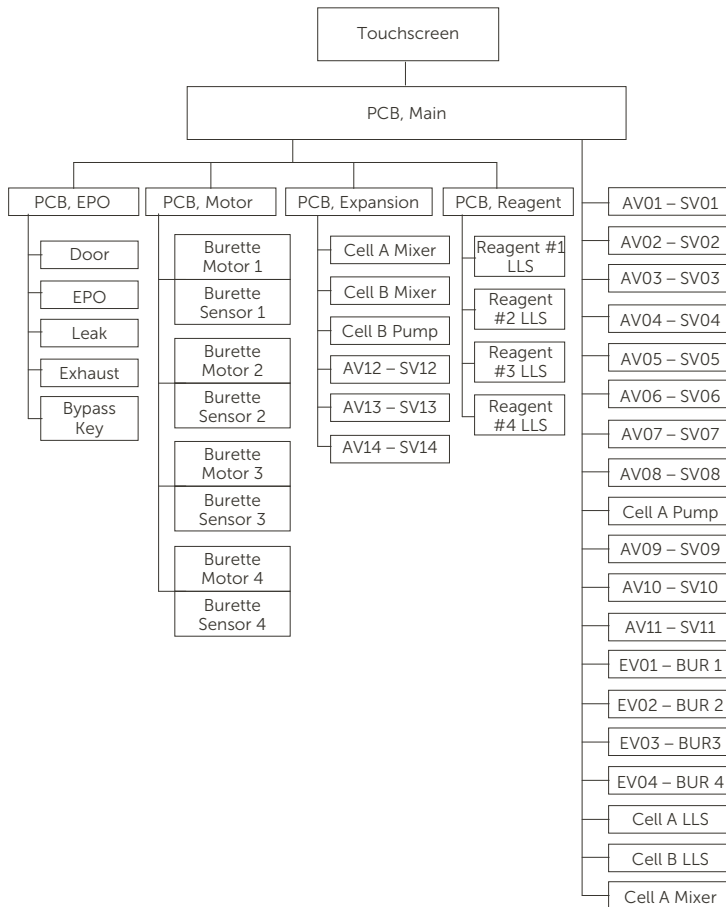 Touchscreen
PCB, Main
PCB, EPO
Door
EPO
Leak
Exhaust
Bypass
Key
PCB, Motor
Burette
Motor 1
Burette
Sensor 1
Burette
Motor 2
Burette
Sensor 2
Burette
Motor 3
Burette
Sensor 3
Burette
Motor 4
Burette
Sensor 4
PCB, Expansion
Cell A Mixer
Cell B Mixer
Cell B Pump
AV12 – SV12
AV13 – SV13
AV14 – SV14
PCB, Reagent
Reagent #1
LLS
Reagent
#2 LLS
Reagent
#3 LLS
Reagent
#4 LLS
AV01 – SV01
AV02 – SV02
AV03 – SV03
AV04 – SV04
AV05 – SV05
AV06 – SV06
AV07 – SV07
AV08 – SV08
Cell A Pump
AV09 – SV09
AV10 – SV10
AV11 – SV11
EV01 – BUR 1
EV02 – BUR 2
EV03 – BUR3
EV04 – BUR 4
Cell A LLS
Cell B LLS
Cell A Mixer